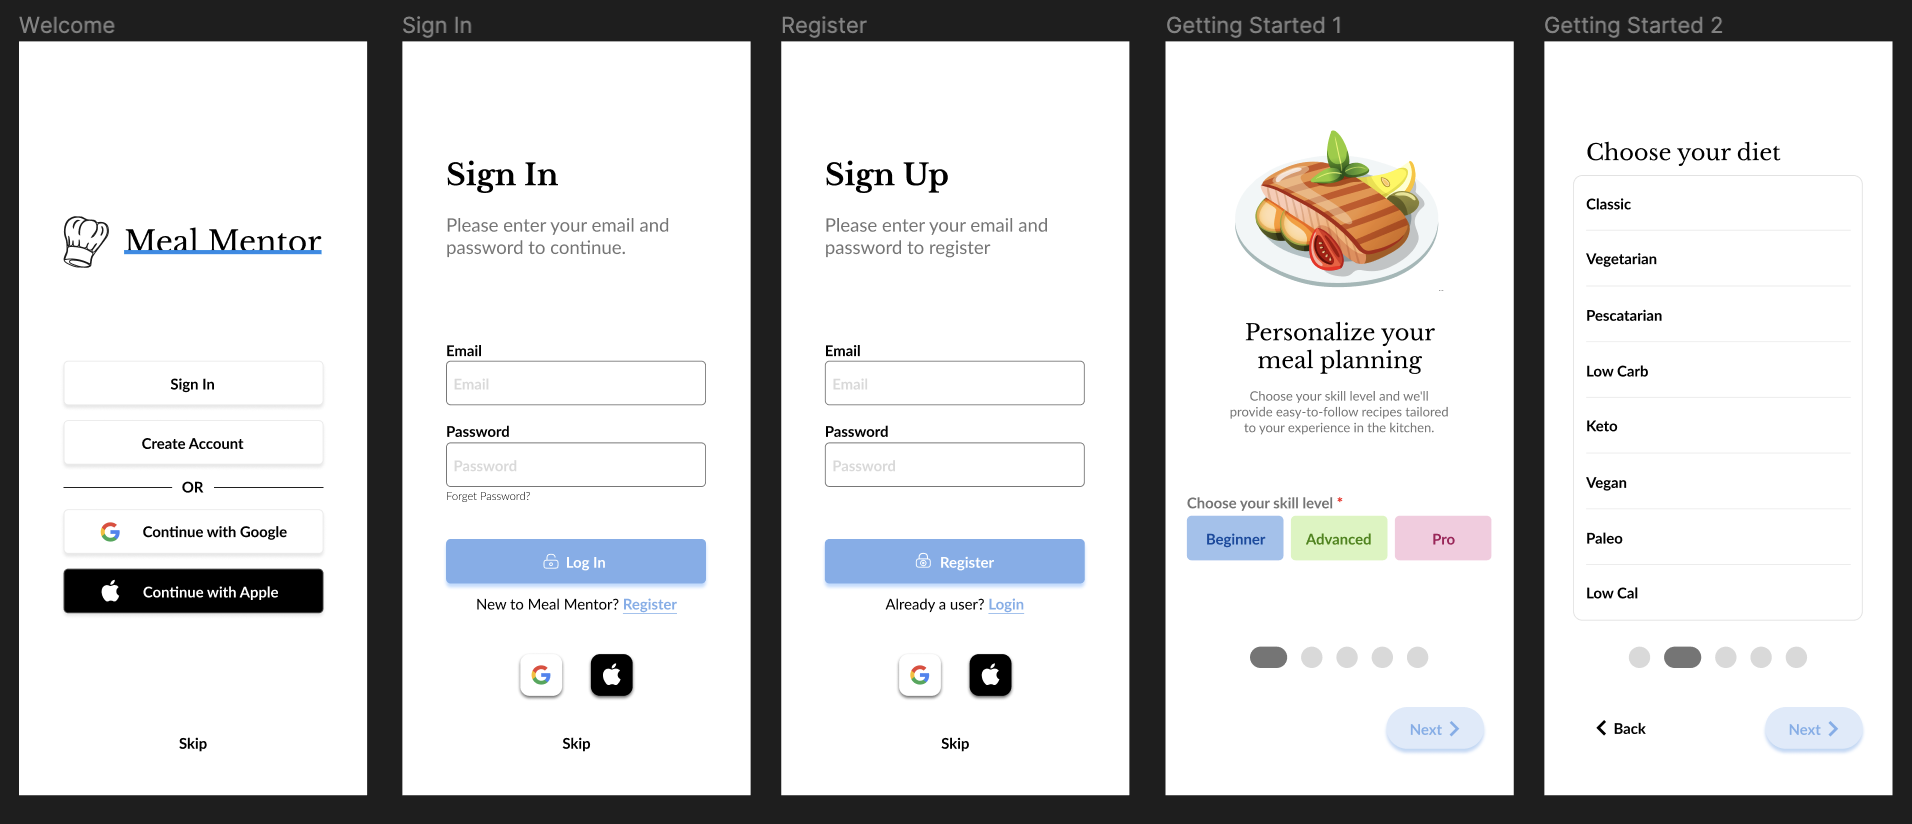 Welcome
Meal Mentor
Sign In
Create Account
OR
Continue with Google
Continue with Apple
Skip
Sign In
Sign In
Please enter your email and
password to continue.
Email
Email
Password
Password
Forget Password?
Log In
New to Meal Mentor? Register
Skip
Register
Sign Up
Please enter your email and
password to register
Email
Email
Password
Password
Register
Already a user? Login
Skip
Getting Started 1
Personalize your
meal planning
Choose your skill level and we'll
provide easy-to-follow recipes tailored
to your experience in the kitchen.
Choose your skill level *
Beginner
Advanced
Pro
Next
Getting Started 2
Choose your diet
Classic
Vegetarian
Pescatarian
Low Carb
Keto
Vegan
Paleo
Low Cal
Back
Next